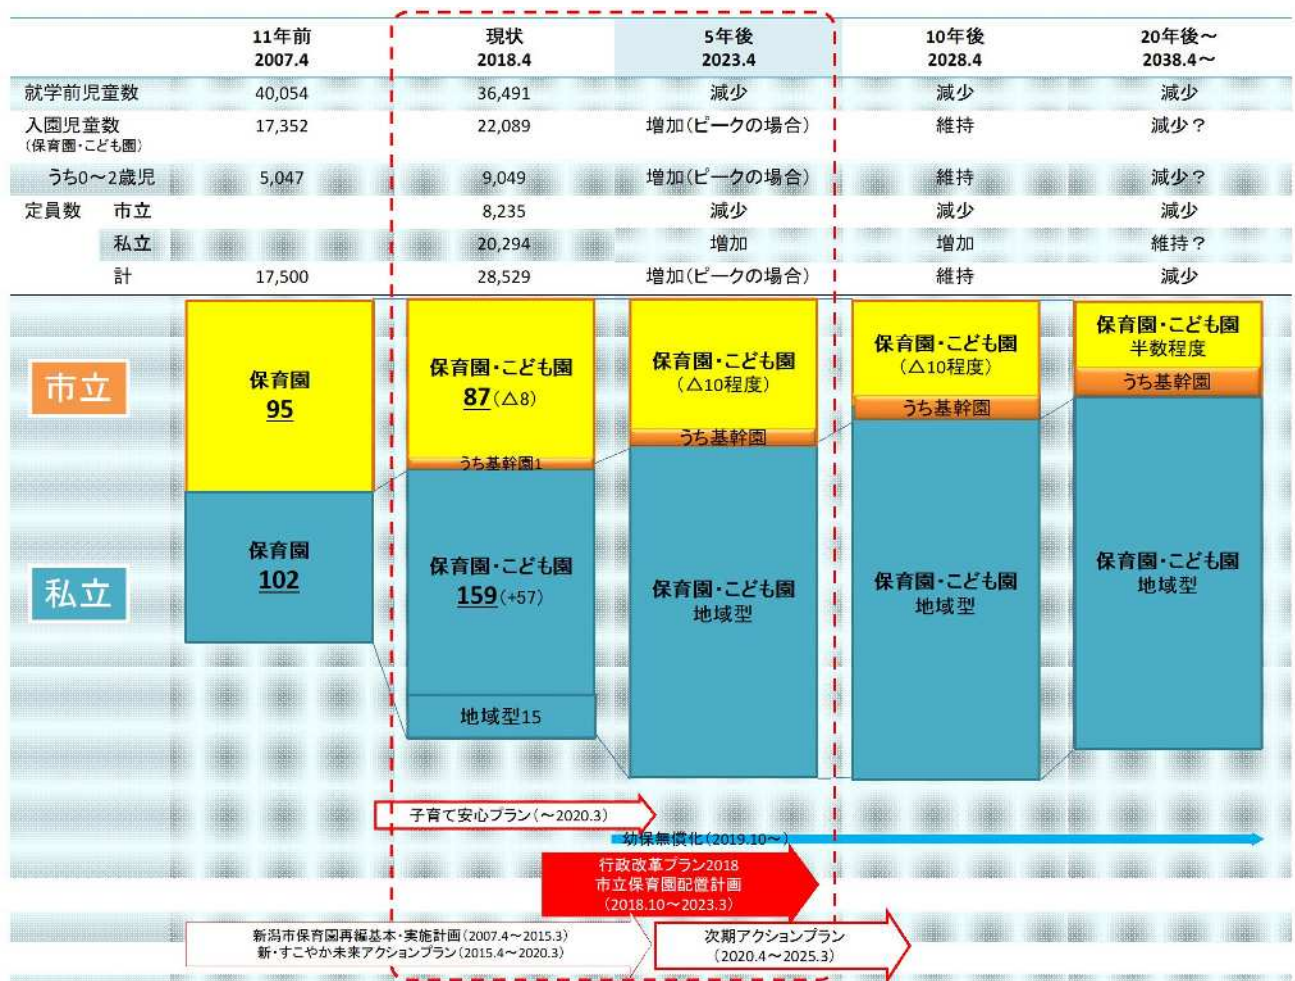 11年前 現状 5年後 10年後 20年後～
2007.4 2018.4 2023.4 2028.4 2038.4～
就学前児童数 40,054 36,491 減少 減少 減少
入園児童数 17,352 22,089 増加(ピークの場合) 維持 減少？
(保育園・こども園)
うち0～2歳児 5,047 9,049 増加(ピークの場合) 維持 減少？
定員数 市立 8,235 減少 減少 減少
私立 20,294 増加 増加 維持？
計 17,500 28,529 増加(ピークの場合) 維持 減少
市立
保育園
95
保育園・こども園
87(△8)
うち基幹園1
保育園・こども園
(△10程度)
うち基幹園
保育園・こども園
(△10程度)
うち基幹園
保育園・こども園
半数程度
うち基幹園
私立
保育園
102
保育園・こども園
159(+57)
地域型15
保育園・こども園
地域型
保育園・こども園
地域型
保育園・こども園
地域型
子育て安心プラン(～2020.3)
幼保無償化(2019.10～)
行政改革プラン2018
市立保育園配置計画
(2018.10～2023.3)
新潟市保育園再編基本・実施計画(2007.4～2015.3)
新・すこやか未来アクションプラン(2015.4～2020.3)
次期アクションプラン
(2020.4～2025.3)